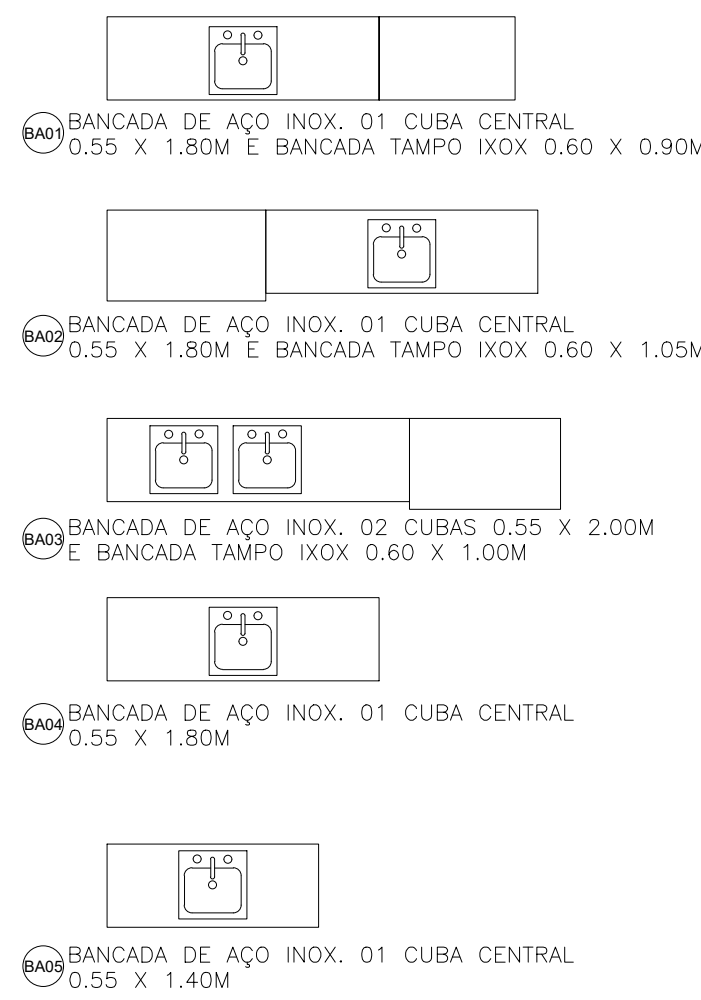 BA01 BANCADA DE AÇO INOX. 01 CUBA CENTRAL
0.55 X 1.80M E BANCADA TAMPO IXOX 0.60 X 0.90M
BA02 BANCADA DE AÇO INOX. 01 CUBA CENTRAL
0.55 X 1.80M E BANCADA TAMPO IXOX 0.60 X 1.05M
BA03 BANCADA DE AÇO INOX. 02 CUBAS 0.55 X 2.00M
E BANCADA TAMPO IXOX 0.60 X 1.00M
BA04 BANCADA DE AÇO INOX. 01 CUBA CENTRAL
0.55 X 1.80M
BA05 BANCADA DE AÇO INOX. 01 CUBA CENTRAL
0.55 X 1.40M